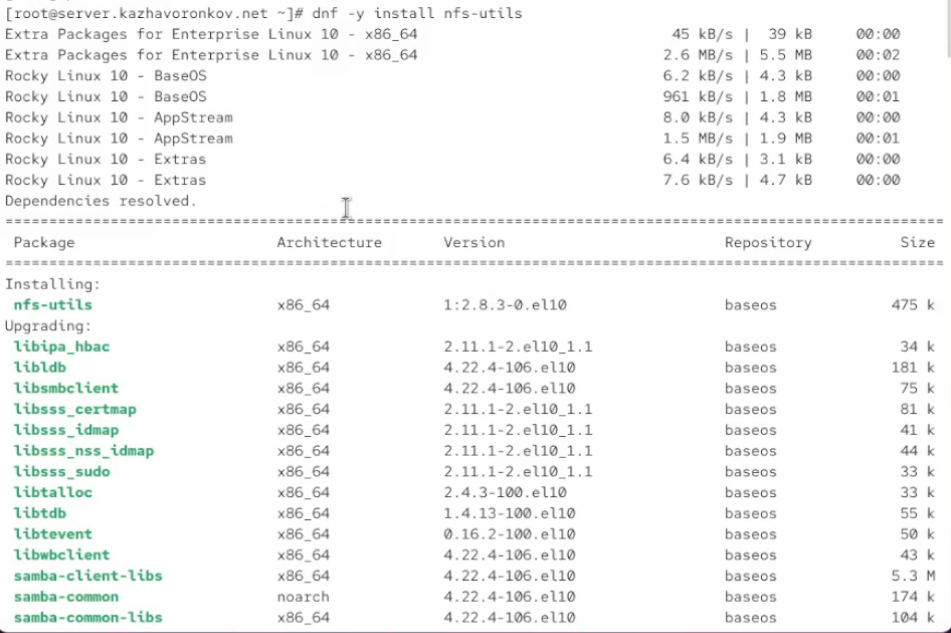 [root@server.kazhavoronkov.net ~]# dnf -y install nfs-utils
Extra Packages for Enterprise Linux 10 - x86_64 45 kB/s | 39 kB 00:00
Extra Packages for Enterprise Linux 10 - x86_64 2.6 MB/s | 5.5 MB 00:02
Rocky Linux 10 - BaseOS 6.2 kB/s | 4.3 kB 00:00
Rocky Linux 10 - BaseOS 961 kB/s | 1.8 MB 00:01
Rocky Linux 10 - AppStream 8.0 kB/s | 4.3 kB 00:00
Rocky Linux 10 - AppStream 1.5 MB/s | 1.9 MB 00:01
Rocky Linux 10 - Extras 6.4 kB/s | 3.1 kB 00:00
Rocky Linux 10 - Extras 7.6 kB/s | 4.7 kB 00:00
Dependencies resolved.
================================================================================
Package Architecture Version Repository Size
================================================================================
Installing:
nfs-utils x86_64 1:2.8.3-0.el10 baseos 475 k
Upgrading:
libipa_hbac x86_64 2.11.1-2.el10_1.1 baseos 34 k
libldb x86_64 4.22.4-106.el10 baseos 181 k
libsmbclient x86_64 4.22.4-106.el10 baseos 75 k
libsss_certmap x86_64 2.11.1-2.el10_1.1 baseos 81 k
libsss_idmap x86_64 2.11.1-2.el10_1.1 baseos 41 k
libsss_nss_idmap x86_64 2.11.1-2.el10_1.1 baseos 44 k
libsss_sudo x86_64 2.11.1-2.el10_1.1 baseos 33 k
libtalloc x86_64 2.4.3-100.el10 baseos 33 k
libtdb x86_64 1.4.13-100.el10 baseos 55 k
libtevent x86_64 0.16.2-100.el10 baseos 50 k
libwbclient x86_64 4.22.4-106.el10 baseos 43 k
samba-client-libs x86_64 4.22.4-106.el10 baseos 5.3 M
samba-common noarch 4.22.4-106.el10 baseos 174 k
samba-common-libs x86_64 4.22.4-106.el10 baseos 104 k